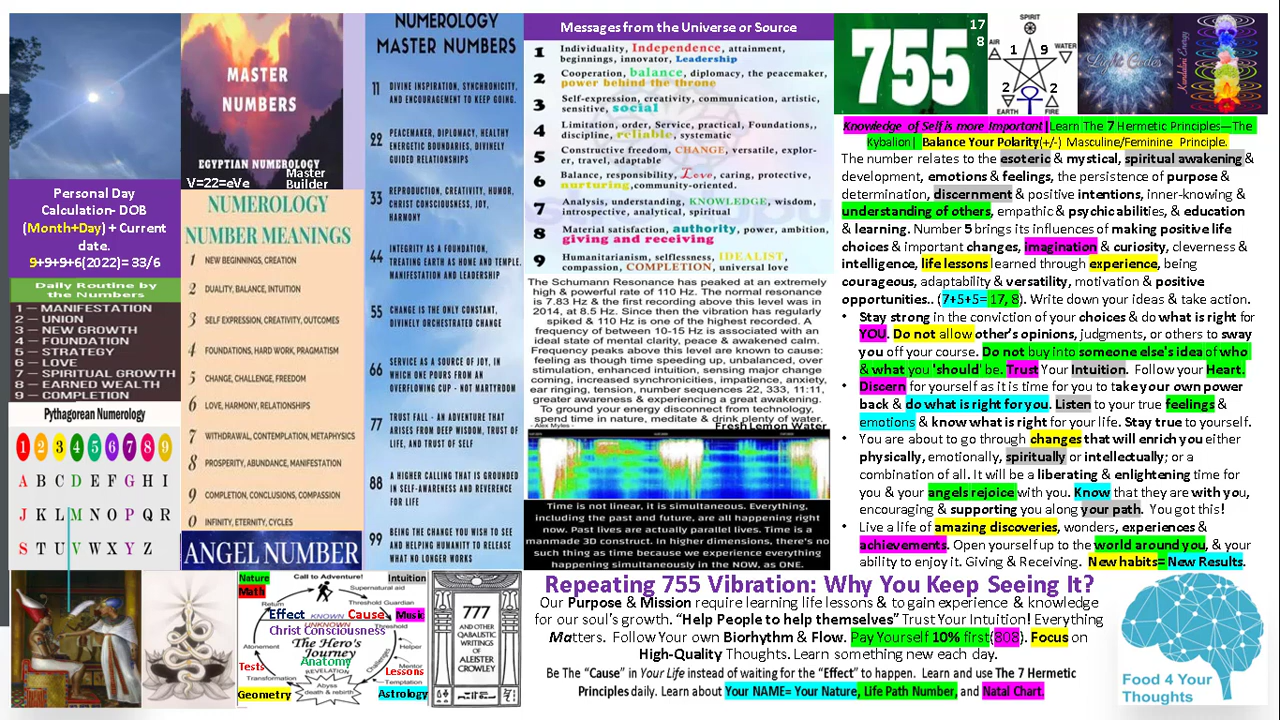 Personal Day
Calculation- DOB
(Month+Day) + Current
date.
9+9+9+6(2022)= 33/6
Daily Routine by
the Numbers
1 — MANIFESTATION
2 — UNION
3 — NEW GROWTH
4 — FOUNDATION
5 — STRATEGY
6 — LOVE
7 — SPIRITUAL GROWTH
8 — EARNED WEALTH
9 — COMPLETION
Pythagorean Numerology
1 2 3 4 5 6 7 8 9
A B C D E F G H I
J K L M N O P Q R
S T U V W X Y Z
MASTER
NUMBERS
EGYPTIAN NUMEROLOGY
V=22=eVe
Master
Builder
NUMEROLOGY
NUMBER MEANINGS
1 NEW BEGINNINGS, CREATION
2 DUALITY, BALANCE, INTUITION
3 SELF EXPRESSION, CREATIVITY, OUTCOMES
4 FOUNDATIONS, HARD WORK, PRAGMATISM
5 CHANGE, CHALLENGE, FREEDOM
6 LOVE, HARMONY, RELATIONSHIPS
7 WITHDRAWAL, CONTEMPLATION, METAPHYSICS
8 PROSPERITY, ABUNDANCE, MANIFESTATION
9 COMPLETION, CONCLUSIONS, COMPASSION
0 INFINITY, ETERNITY, CYCLES
ANGEL NUMBER
NUMEROLOGY
MASTER NUMBERS
11 DIVINE INSPIRATION, SYNCHRONICITY,
AND ENCOURAGEMENT TO KEEP GOING.
22 PEACEMAKER, DIPLOMACY, HEALTHY
ENERGETIC BOUNDARIES, DIVINELY
GUIDED RELATIONSHIPS
33 REPRODUCTION, CREATIVITY, HUMOR,
CHRIST CONSCIOUSNESS, JOY,
HARMONY
44 INTEGRITY AS A FOUNDATION,
TREATING EARTH AS HOME AND TEMPLE,
MANIFESTATION AND LEADERSHIP
55 CHANGE IS THE ONLY CONSTANT,
DIVINELY ORCHESTRATED CHANGE
66 SERVICE AS A SOURCE OF JOY, IN
WHICH ONE POURS FROM AN
OVERFLOWING CUP - NOT MARTYRDOM
77 TRUST FALL - AN ADVENTURE THAT
ARISES FROM DEEP WISDOM, TRUST OF
LIFE, AND TRUST OF SELF
88 A HIGHER CALLING THAT IS GROUNDED
IN SELF-AWARENESS AND REVERENCE
FOR LIFE
99 BEING THE CHANGE YOU WISH TO SEE
AND HELPING HUMANITY TO RELEASE
WHAT NO LONGER WORKS
Messages from the Universe or Source
1 Individuality, Independence, attainment,
beginnings, innovator, Leadership
2 Cooperation, balance, diplomacy, the peacemaker,
power behind the throne
3 Self-expression, creativity, communication, artistic,
sensitive, social
4 Limitation, order, Service, practical, Foundations,,
discipline, reliable, systematic
5 Constructive freedom, CHANGE, versatile, explor-
er, travel, adaptable
6 Balance, responsibility, Love, caring, protective,
nurturing,community-oriented.
7 Analysis, understanding, KNOWLEDGE, wisdom,
introspective, analytical, spiritual
8 Material satisfaction, authority, power, ambition,
giving and receiving
9 Humanitarianism, selflessness, IDEALIST,
compassion, COMPLETION, universal love
The Schumann Resonance has peaked at an extremely
high & powerful rate of 110 Hz. The normal resonance
is 7.83 Hz & the first recording above this level was in
2014, at 8.5 Hz. Since then the vibration has regularly
spiked & 110 Hz is one of the highest recorded. A
frequency of between 10-15 Hz is associated with an
ideal state of mental clarity, peace & awakened calm.
Frequency peaks above this level are known to cause:
feeling as though time speeding up, unbalanced, over
stimulation, enhanced intuition, sensing major change
coming, increased synchronicities, impatience, anxiety,
ear ringing, tension, number sequences 22, 333, 11:11,
greater awareness & experiencing a great awakening.
To ground your energy disconnect from technology,
spend time in nature, meditate & drink plenty of water.
- Alex Myles -
Fresh Lemon Water
Time is not linear, it is simultaneous. Everything,
including the past and future, are all happening right
now. Past lives are actually parallel lives. Time is a
manmade 3D construct. In higher dimensions, there's no
such thing as time because we experience everything
happening simultaneously in the NOW, as ONE.
755
17
8
SPIRIT
AIR
WATER
1 9
2 2
EARTH
FIRE
Light Codes
Kundalini Energy
Knowledge of Self is more Important|Learn The 7 Hermetic Principles—The
Kybalion| Balance Your Polarity(+/-) Masculine/Feminine Principle.
The number relates to the esoteric & mystical, spiritual awakening &
development, emotions & feelings, the persistence of purpose &
determination, discernment & positive intentions, inner-knowing &
understanding of others, empathic & psychic abilities, & education
& learning. Number 5 brings its influences of making positive life
choices & important changes, imagination & curiosity, cleverness &
intelligence, life lessons learned through experience, being
courageous, adaptability & versatility, motivation & positive
opportunities.. (7+5+5= 17, 8). Write down your ideas & take action.
• Stay strong in the conviction of your choices & do what is right for
YOU. Do not allow other's opinions, judgments, or others to sway
you off your course. Do not buy into someone else's idea of who
& what you 'should' be. Trust Your Intuition. Follow your Heart.
• Discern for yourself as it is time for you to take your own power
back & do what is right for you. Listen to your true feelings &
emotions & know what is right for your life. Stay true to yourself.
• You are about to go through changes that will enrich you either
physically, emotionally, spiritually or intellectually; or a
combination of all. It will be a liberating & enlightening time for
you & your angels rejoice with you. Know that they are with you,
encouraging & supporting you along your path. You got this!
• Live a life of amazing discoveries, wonders, experiences &
achievements. Open yourself up to the world around you, & your
ability to enjoy it. Giving & Receiving. New habits= New Results.
Nature
Math
Call to Adventure!
Intuition
Supernatural aid
Threshold Guardian
Return
Effect KNOWN Cause
Music
UNKNOWN
Threshold
Christ Consciousness
The Hero's
Journey
Helper
Atonement
Anatomy
REVELATION
Mentor
Challenges
Tests
Lessons
Temptation
Abyss
death & rebirth
Geometry
Astrology
777
AND OTHER
QABALISTIC
WRITINGS
OF
ALEISTER
CROWLEY
Repeating 755 Vibration: Why You Keep Seeing It?
Our Purpose & Mission require learning life lessons & to gain experience & knowledge
for our soul's growth. “Help People to help themselves” Trust Your Intuition! Everything
Matters. Follow Your own Biorhythm & Flow. Pay Yourself 10% first(808). Focus on
High-Quality Thoughts. Learn something new each day.
Be The “Cause” in Your Life instead of waiting for the “Effect” to happen. Learn and use The 7 Hermetic
Principles daily. Learn about Your NAME= Your Nature, Life Path Number, and Natal Chart.
Food 4 Your
Thoughts